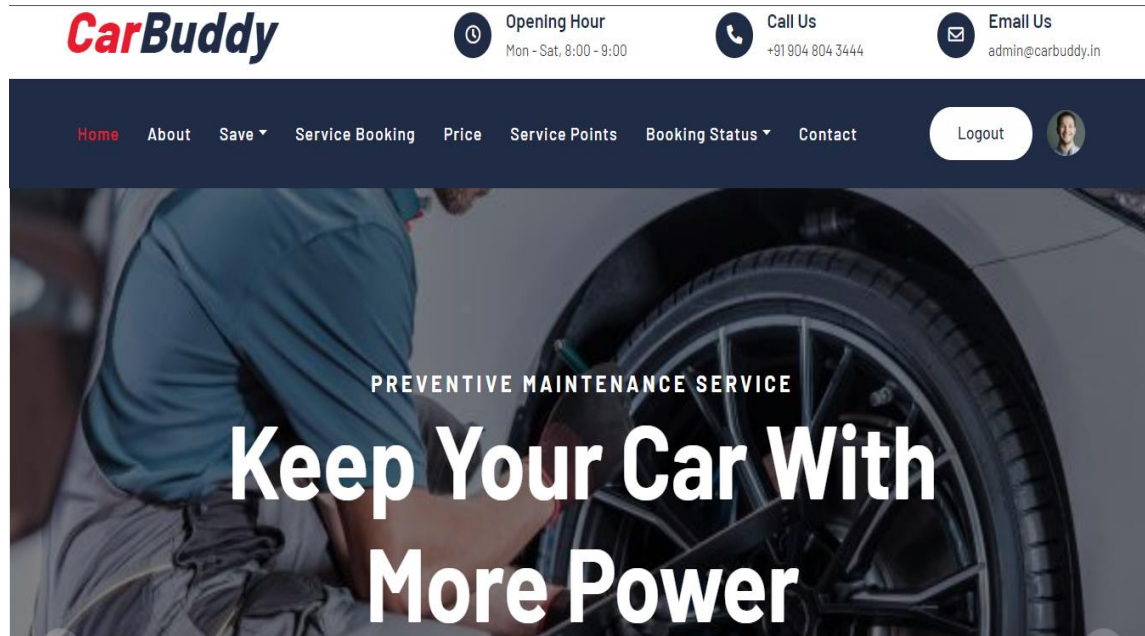 CarBuddy
Opening Hour
Mon - Sat, 8:00 - 9:00
Call Us
+91 904 804 3444
Email Us
admin@carbuddy.in
Home About Save Service Booking Price Service Points Booking Status Contact Logout
PREVENTIVE MAINTENANCE SERVICE
Keep Your Car With
More Power